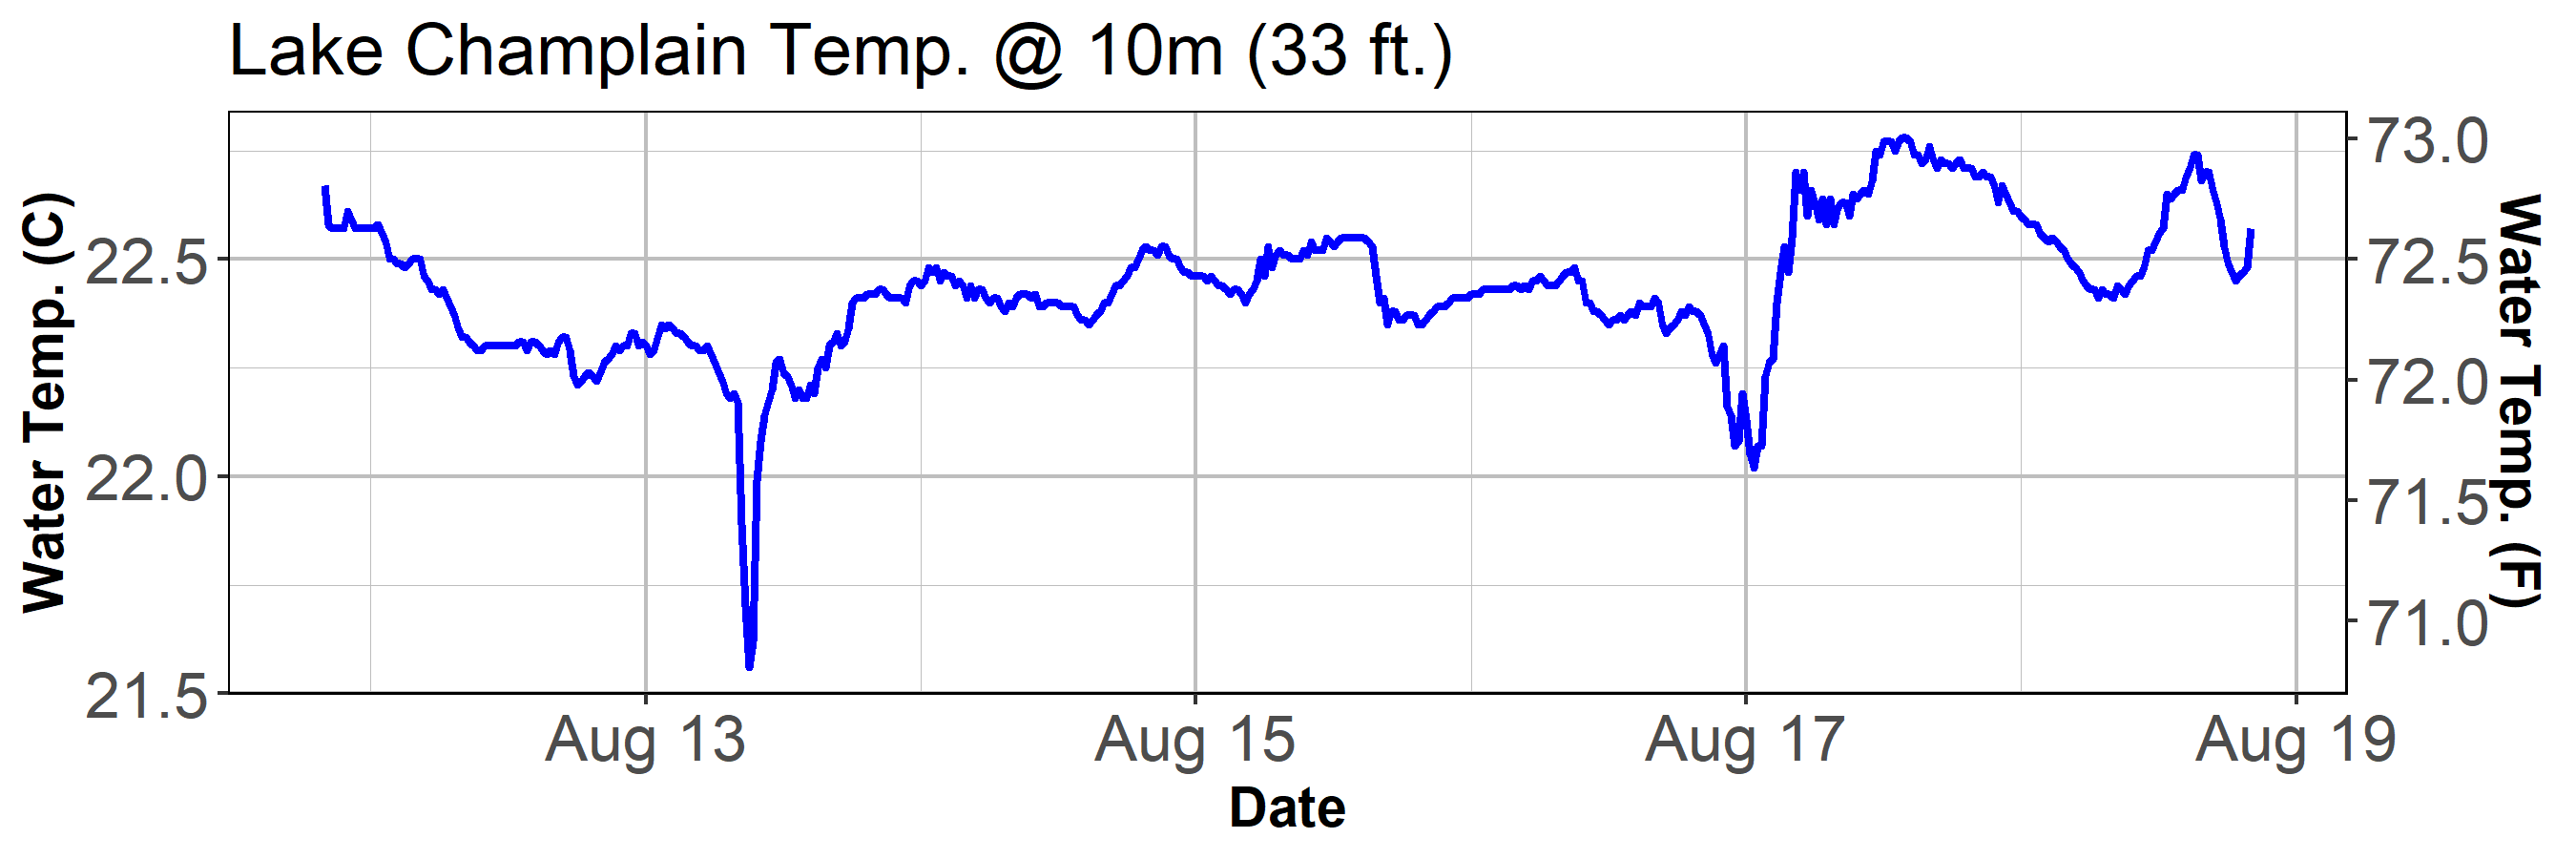 Lake Champlain Temp. @ 10m (33 ft.)
Water Temp. (C)
22.5
22.0
21.5
73.0
72.5
72.0
71.5
71.0
Water Temp. (F)
Aug 13
Aug 15
Aug 17
Aug 19
Date